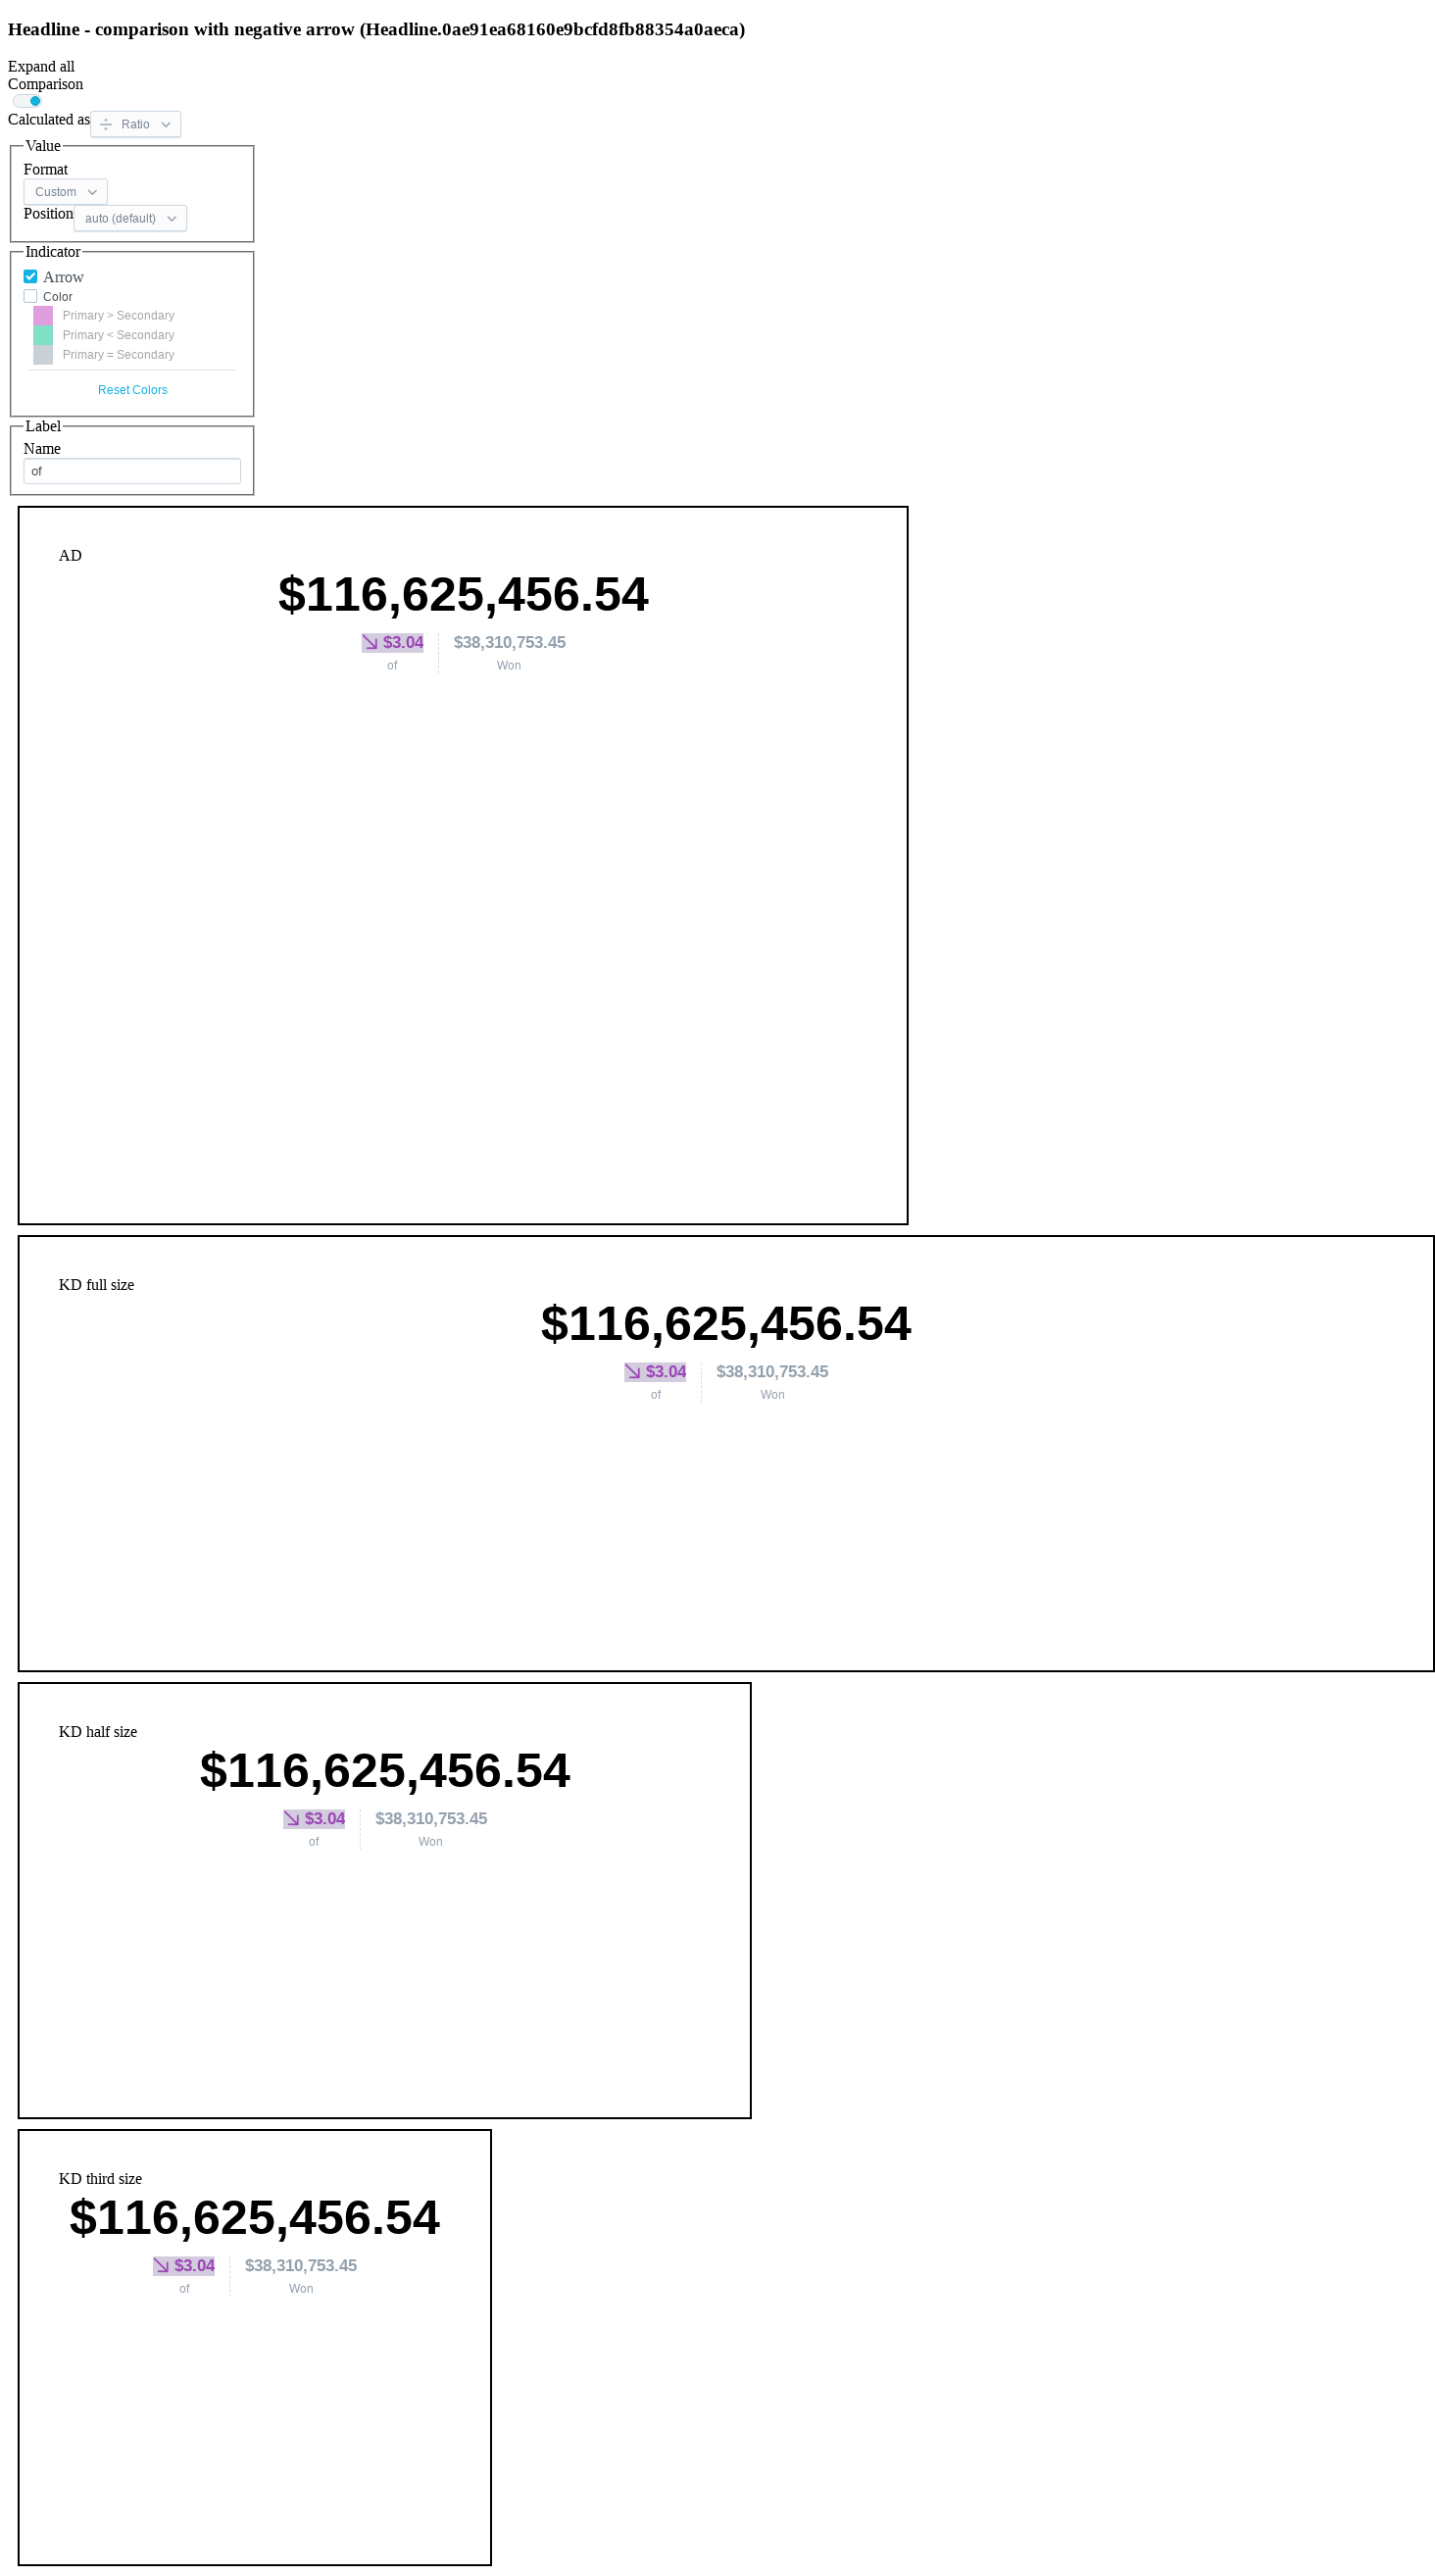 Headline - comparison with negative arrow (Headline.0ae91ea68160e9bcfd8fb88354a0aeca)
Expand all
Comparison
Calculated as Ratio
Value
Format
Custom
Position auto (default)
Indicator
Arrow
Color
Primary > Secondary
Primary < Secondary
Primary = Secondary
Reset Colors
Label
Name
of
AD
$116,625,456.54
$3.04 $38,310,753.45
of Won
KD full size
$116,625,456.54
$3.04 $38,310,753.45
of Won
KD half size
$116,625,456.54
$3.04 $38,310,753.45
of Won
KD third size
$116,625,456.54
$3.04 $38,310,753.45
of Won